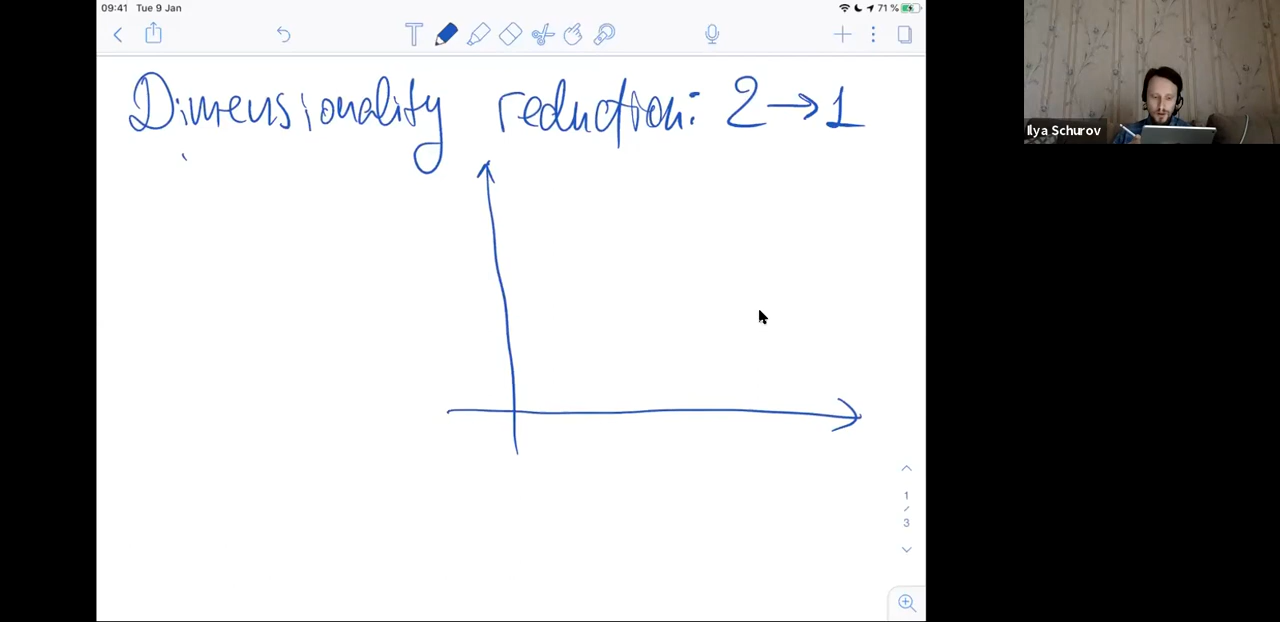 09:41 Tue 9 Jan 71 %
T
Dimensionality reduction: 2→1
Ilya Schurov
1
/
3